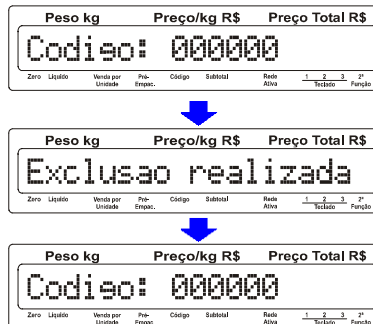 Peso kg Preço/kg R$ Preço Total R$
Codigo: 000000
Zero Líquido Venda por Unidade Pré-Empac. Código Subtotal Rede Ativa 1 2 3 Teclado 2ª Função
Peso kg Preço/kg R$ Preço Total R$
Exclusao realizada
Zero Líquido Venda por Unidade Pré-Empac. Código Subtotal Rede Ativa 1 2 3 Teclado 2ª Função
Peso kg Preço/kg R$ Preço Total R$
Codigo: 000000
Zero Líquido Venda por Unidade Pré-Empac. Código Subtotal Rede Ativa 1 2 3 Teclado 2ª Função